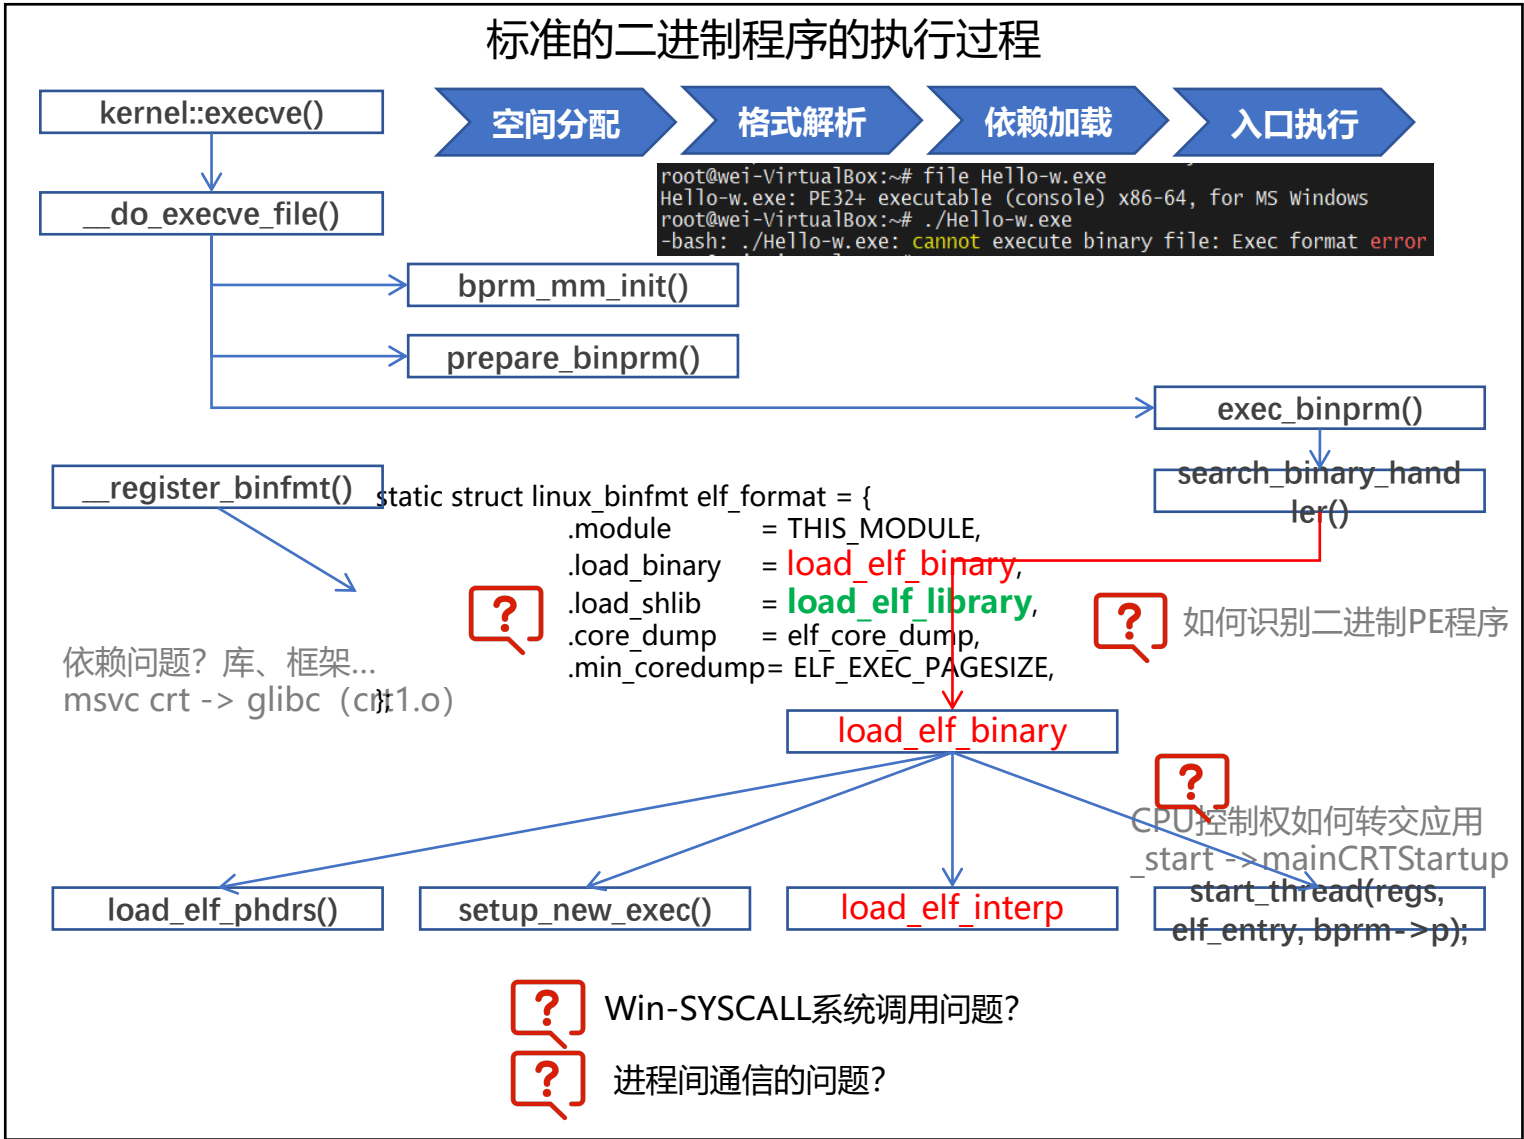 标准的二进制程序的执行过程
kernel::execve()
空间分配
格式解析
依赖加载
入口执行
root@wei-VirtualBox:~# file Hello-w.exe
Hello-w.exe: PE32+ executable (console) x86-64, for MS Windows
root@wei-VirtualBox:~# ./Hello-w.exe
-bash: ./Hello-w.exe: cannot execute binary file: Exec format error
__do_execve_file()
bprm_mm_init()
prepare_binprm()
exec_binprm()
search_binary_hand
ler()
__register_binfmt()
static struct linux_binfmt elf_format = {
.module = THIS_MODULE,
.load_binary = load_elf_binary,
.load_shlib = load_elf_library,
.core_dump = elf_core_dump,
.min_coredump= ELF_EXEC_PAGESIZE,
};
如何识别二进制PE程序
依赖问题？库、框架...
msvc crt -> glibc（crt1.o）
load_elf_binary
CPU控制权如何转交应用
_start ->mainCRTStartup
load_elf_phdrs()
setup_new_exec()
load_elf_interp
start_thread(regs,
elf_entry, bprm->p);
Win-SYSCALL系统调用问题？
进程间通信的问题？